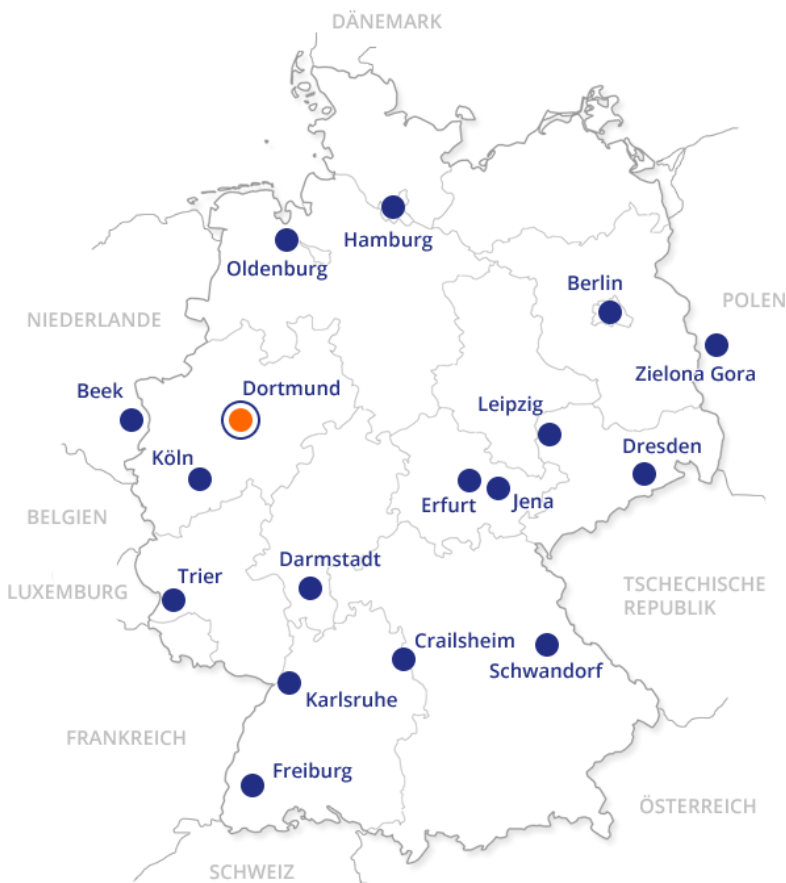 DÄNEMARK
Hamburg
Oldenburg
Berlin
POLEN
NIEDERLANDE
Zielona Gora
Beek
Dortmund
Leipzig
Dresden
Köln
Erfurt
Jena
BELGIEN
Darmstadt
Trier
LUXEMBURG
TSCHECHISCHE
REPUBLIK
Crailsheim
Schwandorf
Karlsruhe
FRANKREICH
Freiburg
ÖSTERREICH
SCHWEIZ